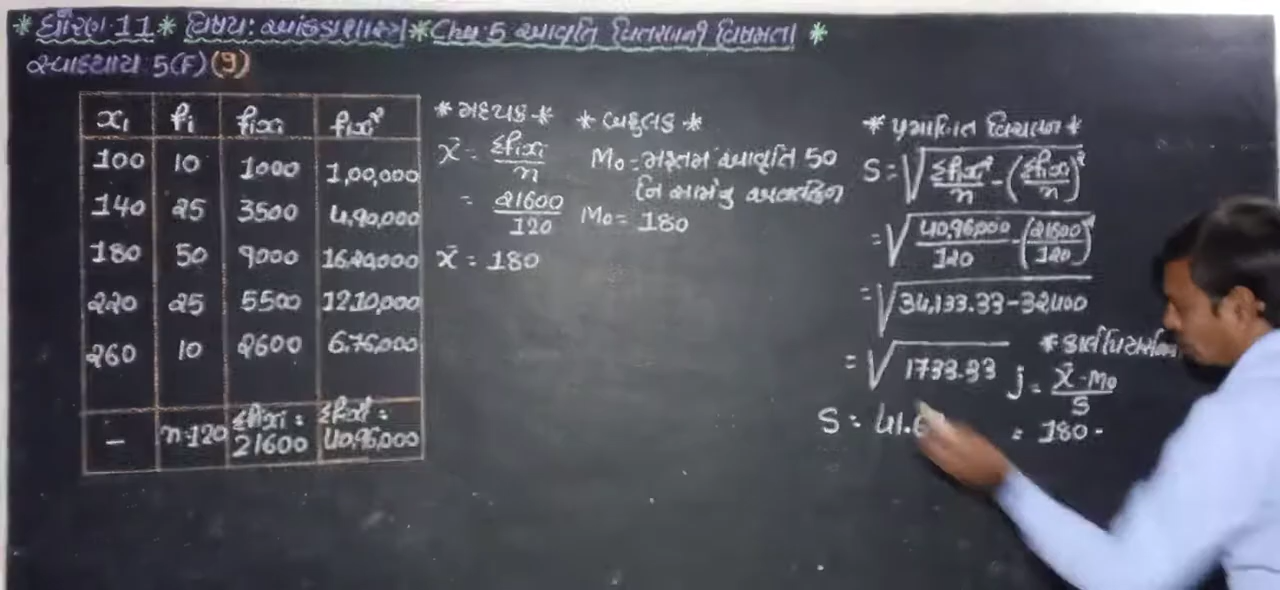 * ધોરણ 11 * વિષય: આંકડાશાસ્ત્ર * Ch: 5 આવૃત્તિ વિતરણની વિષમતા *
સ્વાધ્યાય 5(F) (9)
xi fi fixi fixi²
100 10 1000 1,00,000
140 25 3500 4,90,000
180 50 9000 16,20,000
220 25 5500 12,10,000
260 10 2600 6,76,000
– n=120 Σfixi = 21600 Σfixi² = 40,96,000
* મધ્યક *
x̄ = Σfixi / n
= 21600 / 120
x̄ = 180
* બહુલક *
Mo = મહત્તમ આવૃત્તિ 50
ની સામેનું અવલોકન
Mo = 180
* પ્રમાણિત વિચલન *
S = √ Σfixi² / n - (Σfixi / n)²
= √ 40,96,000 / 120 - (21600 / 120)²
= √ 34,133.33 - 32400
= √ 1733.33
S = 41.6
j = x̄ - Mo / S
= 180 -